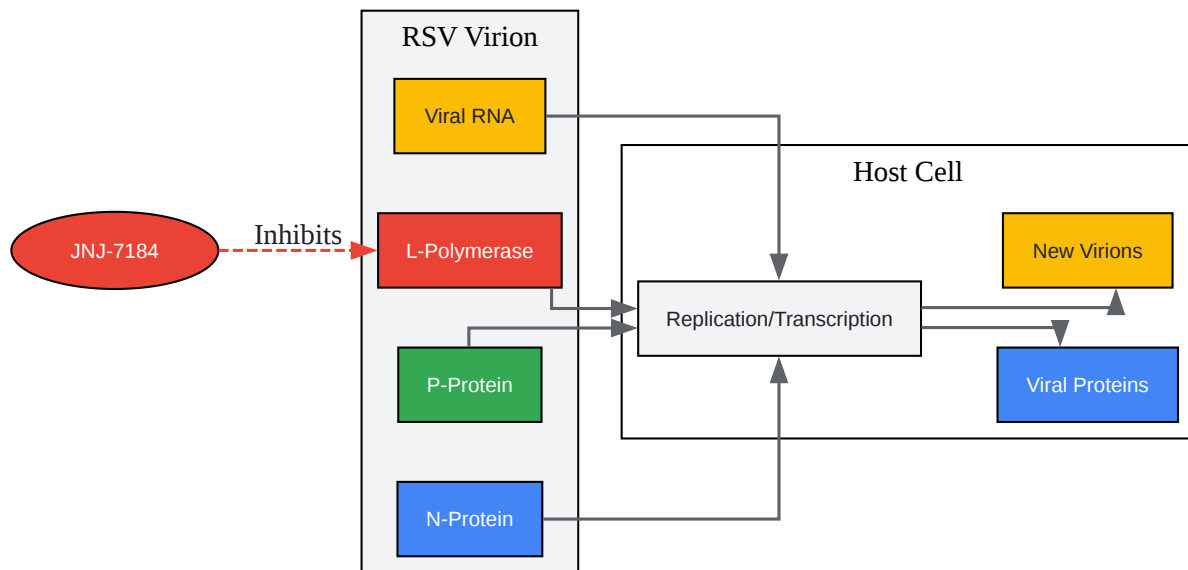 RSV Virion
Viral RNA
Host Cell
JNJ-7184
Inhibits
L-Polymerase
New Virions
Replication/Transcription
P-Protein
Viral Proteins
N-Protein